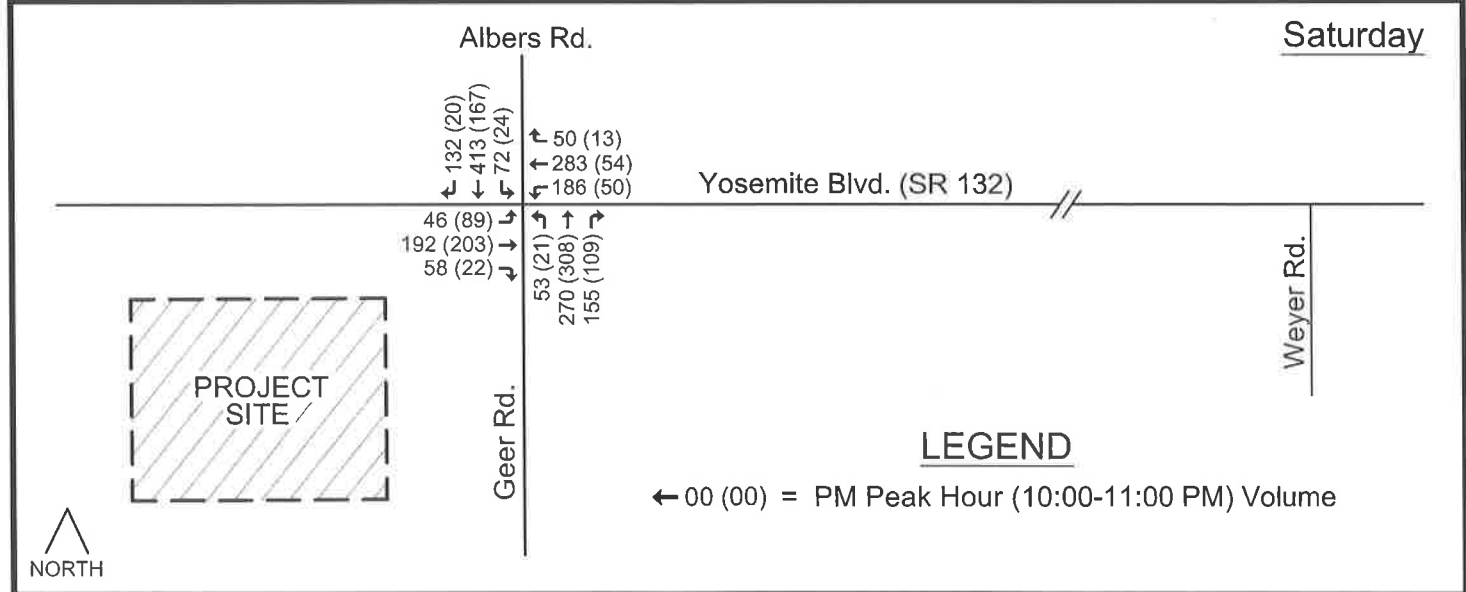 Albers Rd.
Saturday
132 (20)
413 (167)
72 (24)
50 (13)
283 (54)
186 (50)
Yosemite Blvd. (SR 132)
46 (89)
192 (203)
58 (22)
53 (21)
270 (308)
155 (109)
Weyer Rd.
PROJECT
SITE
Geer Rd.
LEGEND
00 (00) = PM Peak Hour (10:00-11:00 PM) Volume
NORTH